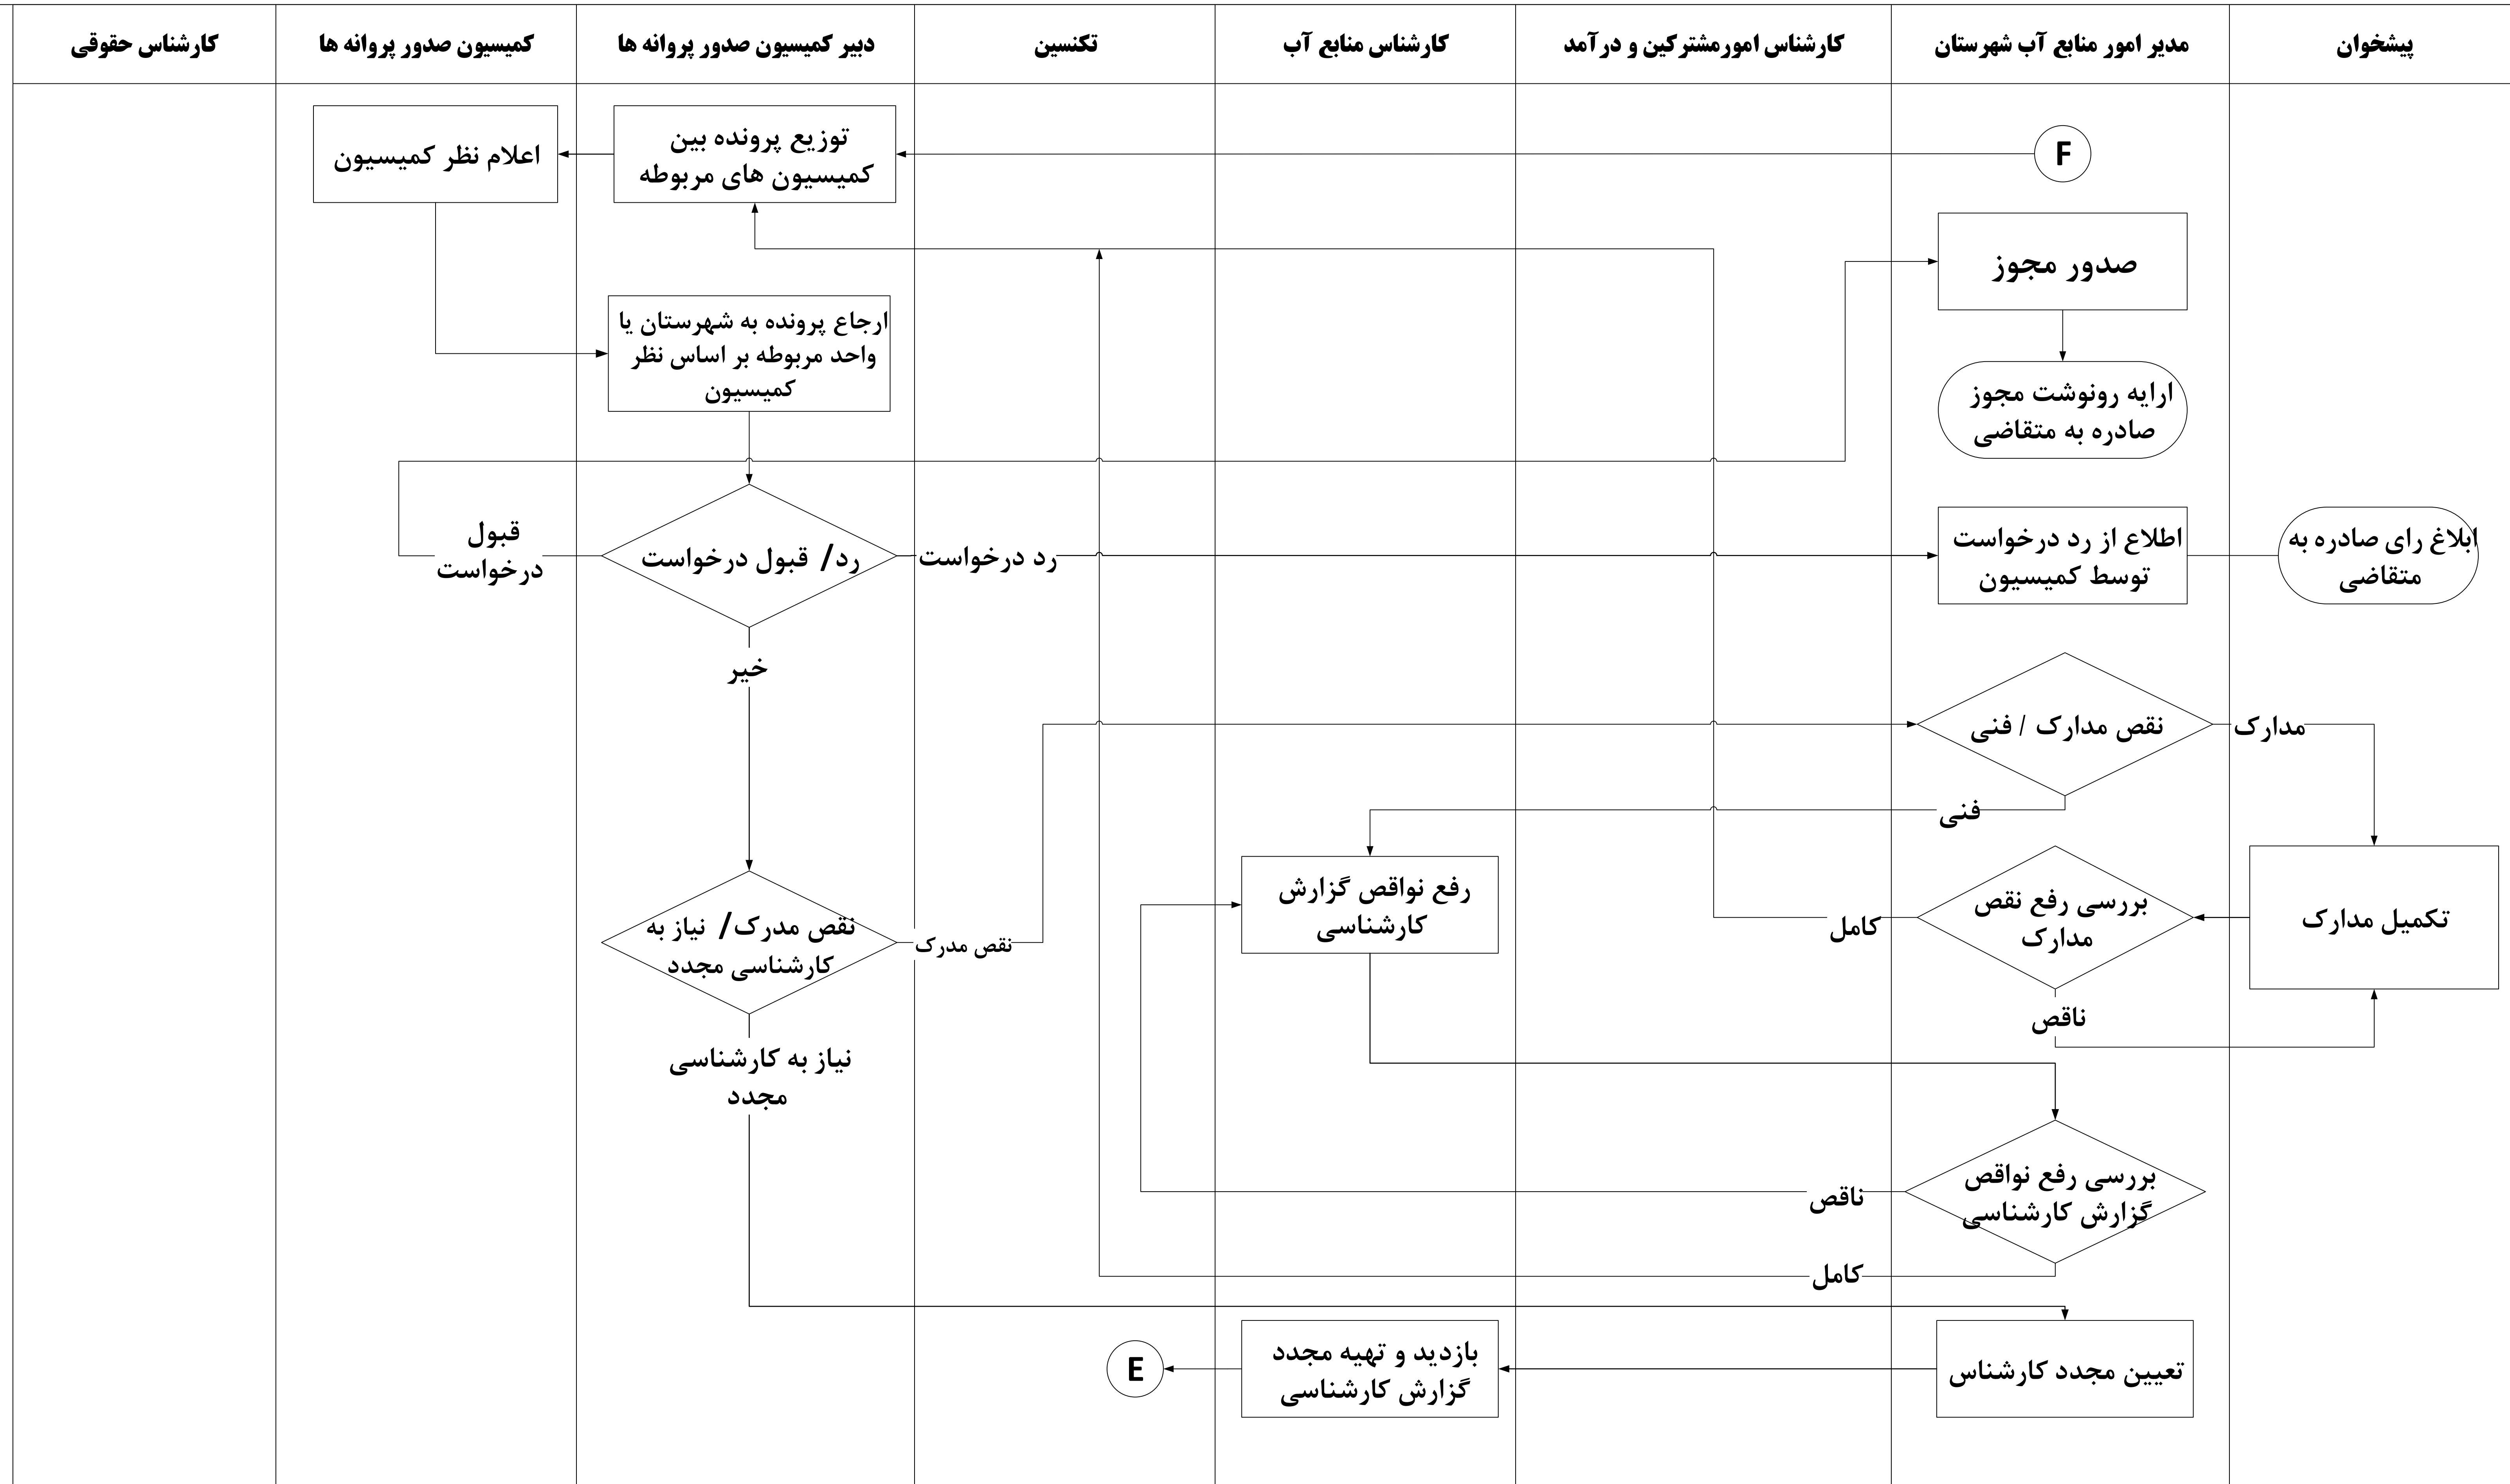 پیشخوان
مدیر امور منابع آب شهرستان
کارشناس امورمشترکین و درآمد
کارشناس منابع آب
تکنسین
دبیر کمیسیون صدور پروانه ها
کمیسیون صدور پروانه ها
کارشناس حقوقی
F
توزیع پرونده بین
کمیسیون های مربوطه
اعلام نظر کمیسیون
صدور مجوز
ارجاع پرونده به شهرستان یا
واحد مربوطه بر اساس نظر
کمیسیون
ارایه رونوشت مجوز
صادره به متقاضی
ابلاغ رای صادره به
متقاضی
اطلاع از رد درخواست
توسط کمیسیون
رد درخواست
رد/ قبول درخواست
قبول
درخواست
خیر
مدارک
نقص مدارک / فنی
فنی
تکمیل مدارک
بررسی رفع نقص
مدارک
کامل
رفع نواقص گزارش
کارشناسی
نقص مدرک
نقص مدرک/ نیاز به
کارشناسی مجدد
ناقص
نیاز به کارشناسی
مجدد
بررسی رفع نواقص
گزارش کارشناسی
ناقص
کامل
تعیین مجدد کارشناس
بازدید و تهیه مجدد
گزارش کارشناسی
E